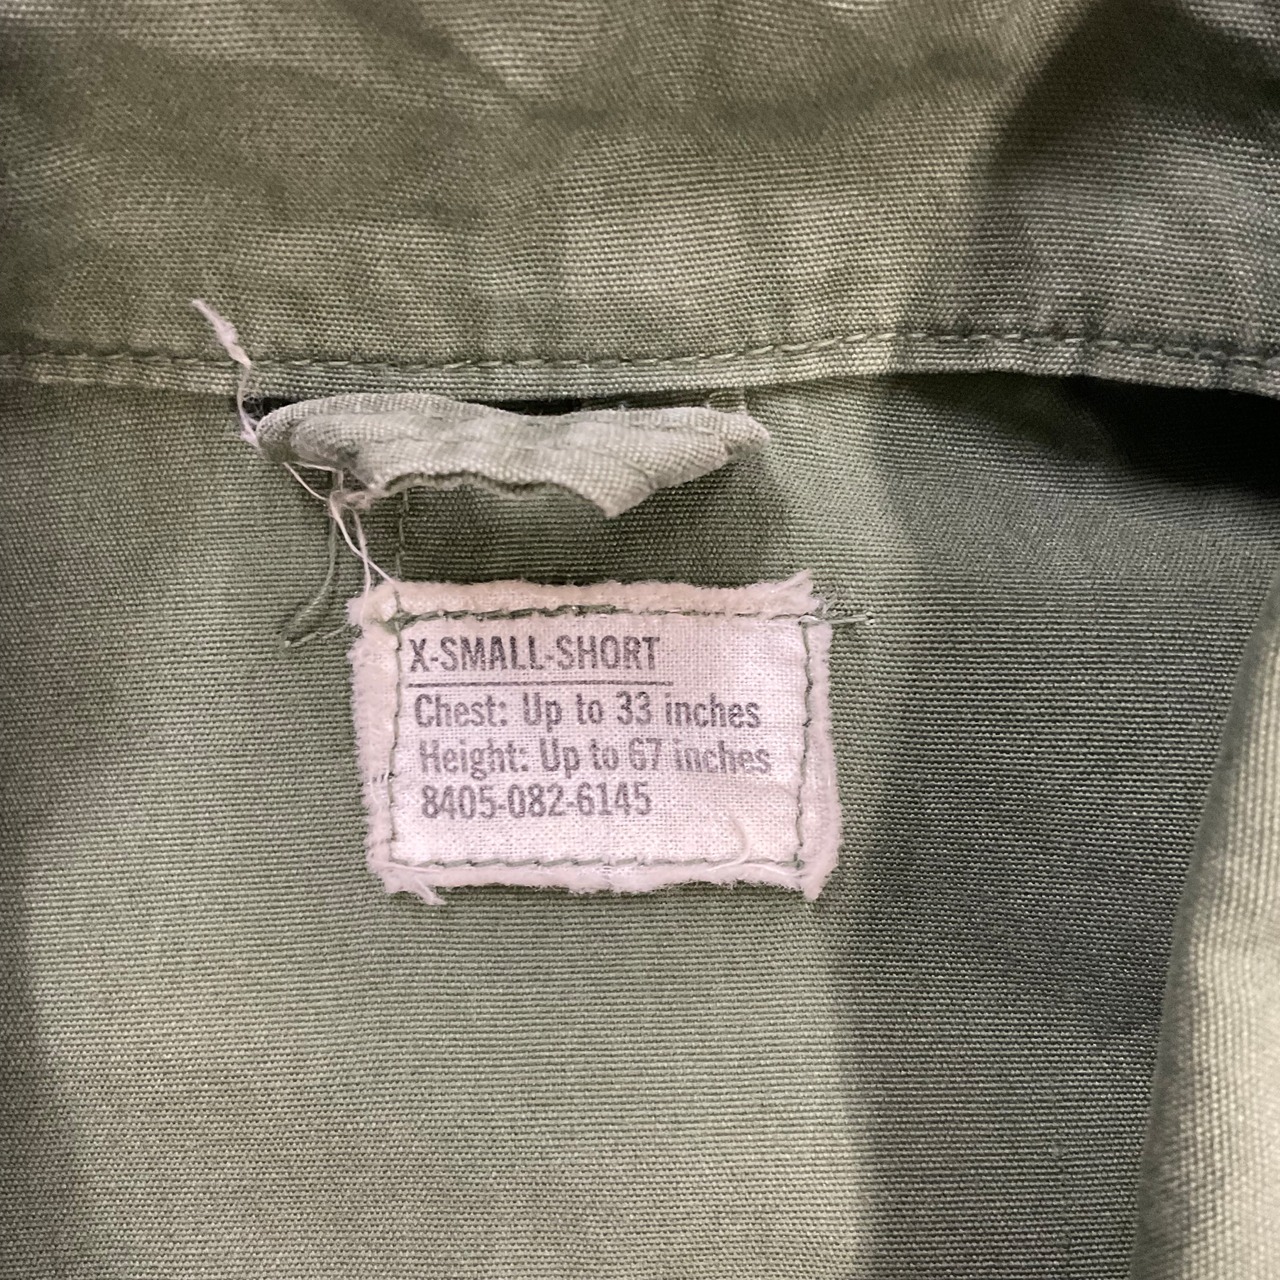 X-SMALL-SHORT
Chest: Up to 33 inches
Height: Up to 67 inches
8405-082-6145